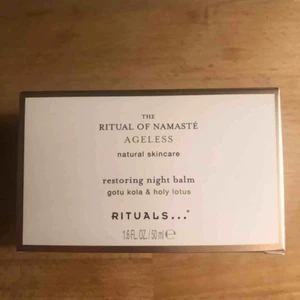 THE
RITUAL OF NAMASTÉ
AGELESS
natural skincare
restoring night balm
gotu kola & holy lotus
RITUALS...®
1.6 FL.OZ. / 50 ml ℮